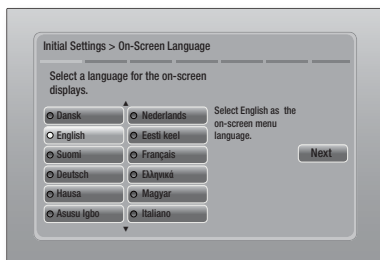 Initial Settings > On-Screen Language
Select a language for the on-screen
displays.
Dansk
Nederlands
English
Eesti keel
Suomi
Français
Deutsch
Ελληνικά
Hausa
Magyar
Asusu Igbo
Italiano
Select English as the
on-screen menu
language.
Next